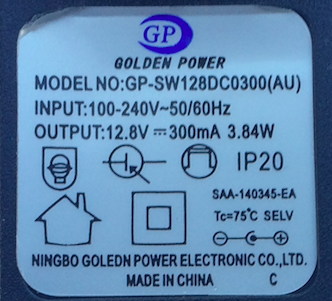 GP
GOLDEN POWER
MODEL NO:GP-SW128DC0300(AU)
INPUT:100-240V~50/60Hz
OUTPUT:12.8V⎓300mA 3.84W
IP20
SAA-140345-EA
Tc=75℃ SELV
NINGBO GOLEDN POWER ELECTRONIC CO.,LTD.
MADE IN CHINA C